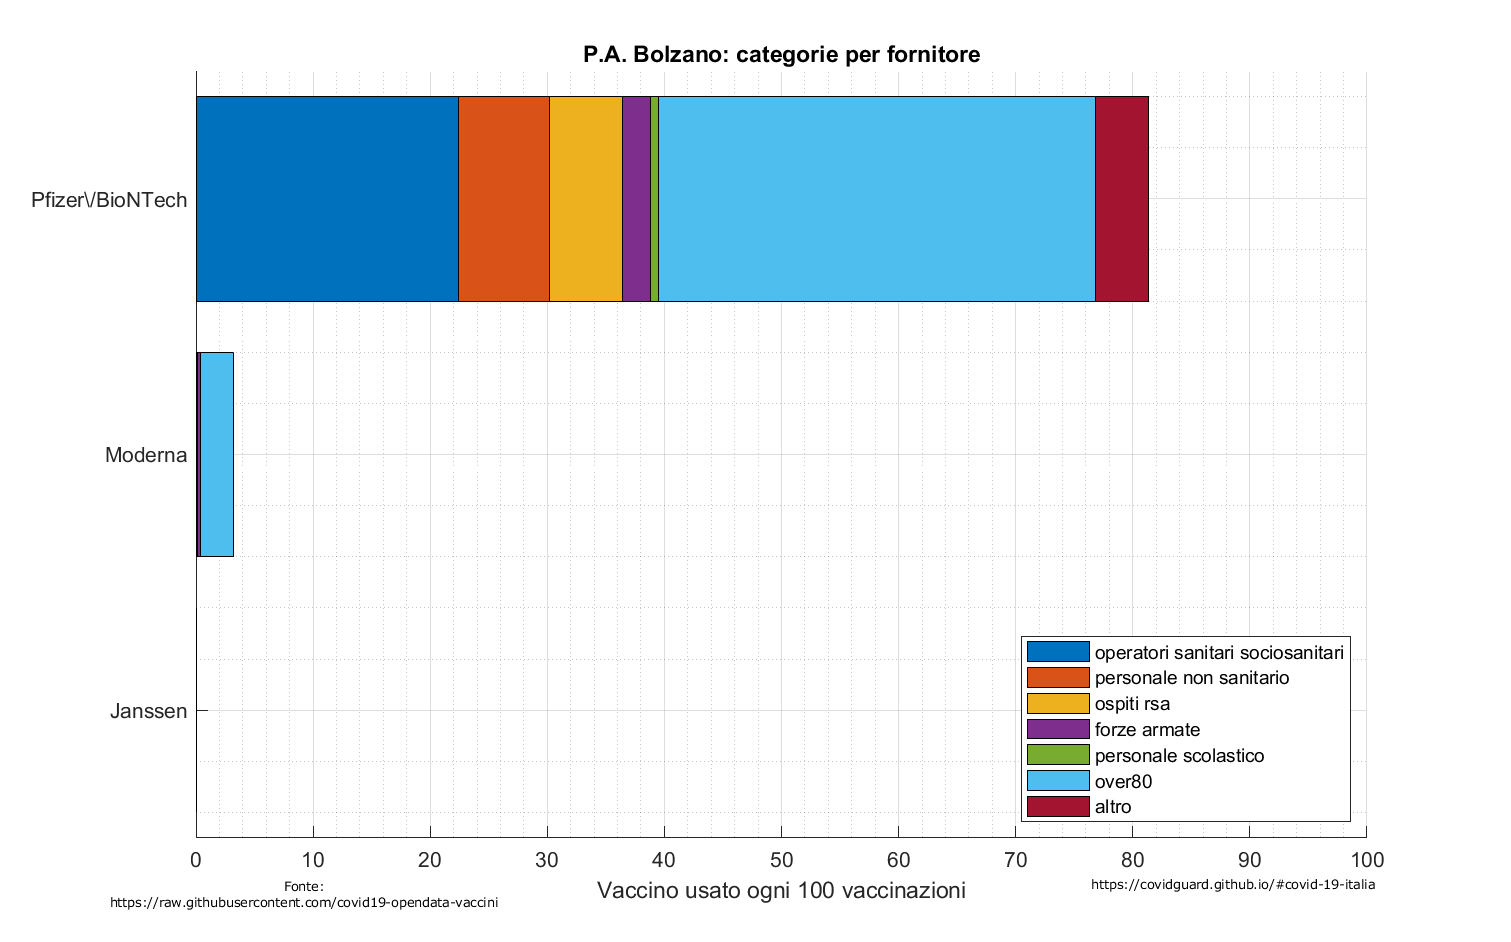 P.A. Bolzano: categorie per fornitore
Pfizer\/BioNTech
Moderna
Janssen
operatori sanitari sociosanitari
personale non sanitario
ospiti rsa
forze armate
personale scolastico
over80
altro
0 10 20 30 40 50 60 70 80 90 100
Vaccino usato ogni 100 vaccinazioni
Fonte:
https://raw.githubusercontent.com/covid19-opendata-vaccini
https://covidguard.github.io/#covid-19-italia